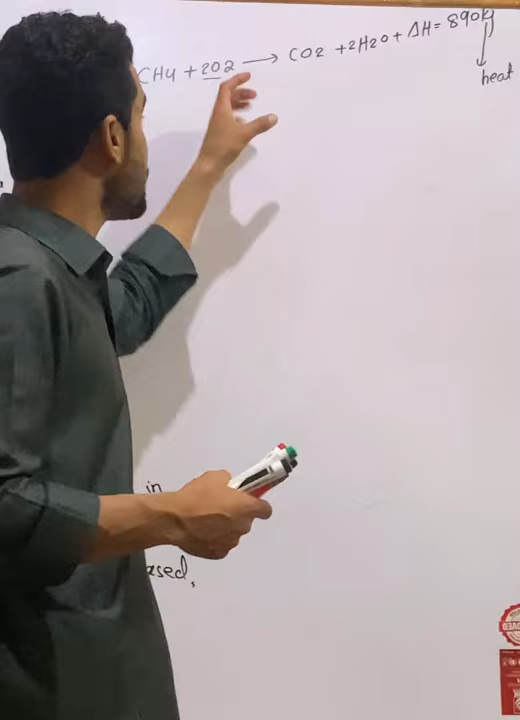 CH4 + 2O2 → CO2 + 2H2O + ΔH = 890kj
heat
in
ased,